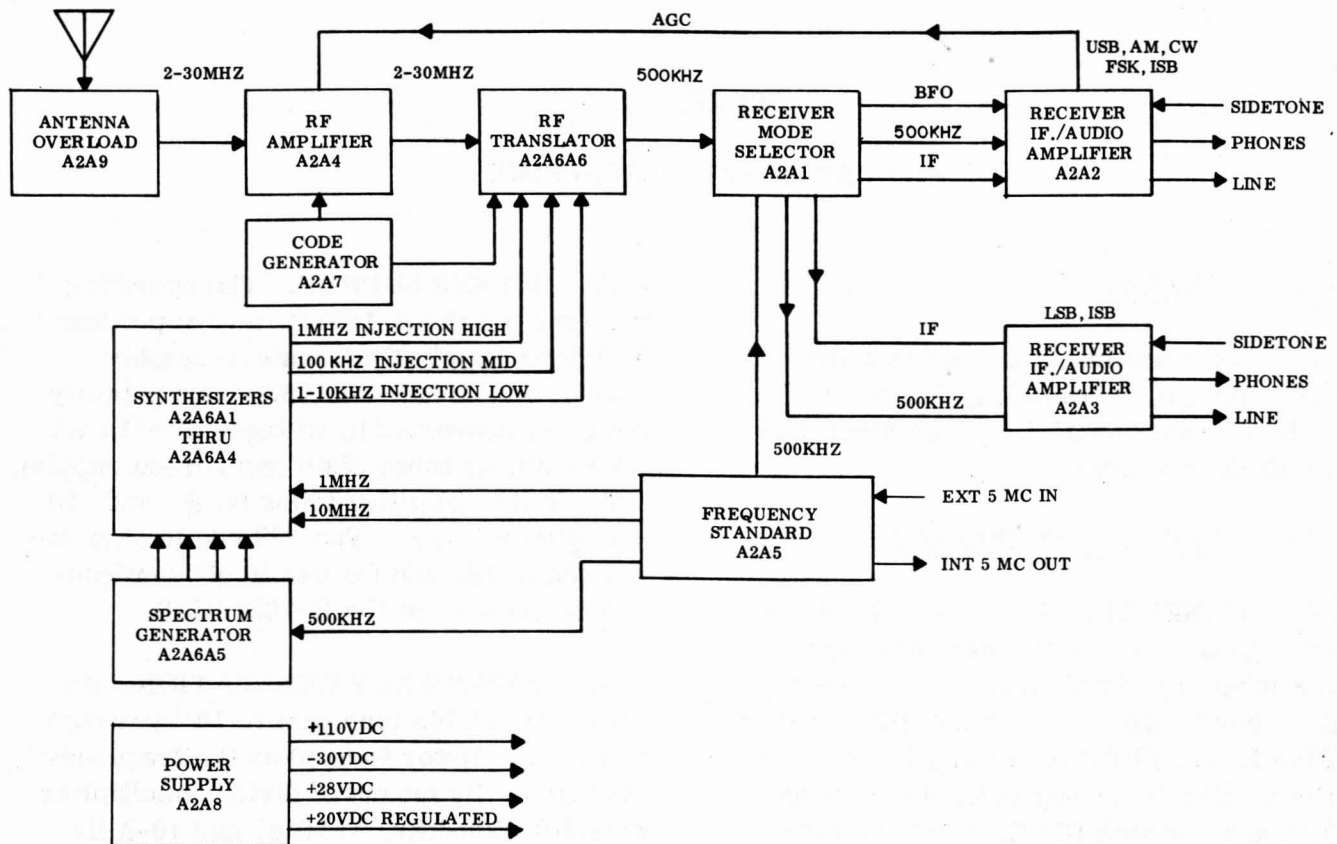 AGC
USB, AM, CW
FSK, ISB
2-30MHZ
2-30MHZ
500KHZ
ANTENNA
OVERLOAD
A2A9
RF
AMPLIFIER
A2A4
RF
TRANSLATOR
A2A6A6
RECEIVER
MODE
SELECTOR
A2A1
BFO
500KHZ
IF
RECEIVER
IF./AUDIO
AMPLIFIER
A2A2
SIDETONE
PHONES
LINE
CODE
GENERATOR
A2A7
SYNTHESIZERS
A2A6A1
THRU
A2A6A4
1MHZ INJECTION HIGH
100KHZ INJECTION MID
1-10KHZ INJECTION LOW
1MHZ
10MHZ
IF
500KHZ
LSB, ISB
RECEIVER
IF./AUDIO
AMPLIFIER
A2A3
SIDETONE
PHONES
LINE
500KHZ
FREQUENCY
STANDARD
A2A5
EXT 5 MC IN
INT 5 MC OUT
SPECTRUM
GENERATOR
A2A6A5
500KHZ
POWER
SUPPLY
A2A8
+110VDC
-30VDC
+28VDC
+20VDC REGULATED